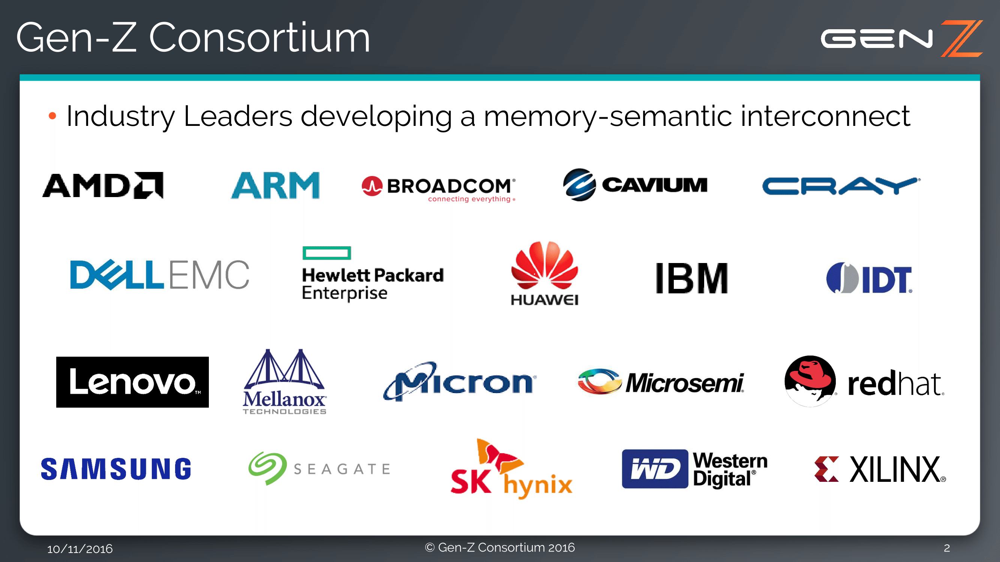 Gen-Z Consortium
GEN Z
• Industry Leaders developing a memory-semantic interconnect
AMD
ARM
BROADCOM®
connecting everything®
CAVIUM
CRAY®
DELL EMC
Hewlett Packard
Enterprise
HUAWEI
IBM
IDT®
Lenovo™
Mellanox
TECHNOLOGIES
Micron®
Microsemi®
redhat®
SAMSUNG
SEAGATE
SK hynix
WD
Western
Digital®
XILINX®
10/11/2016
© Gen-Z Consortium 2016
2